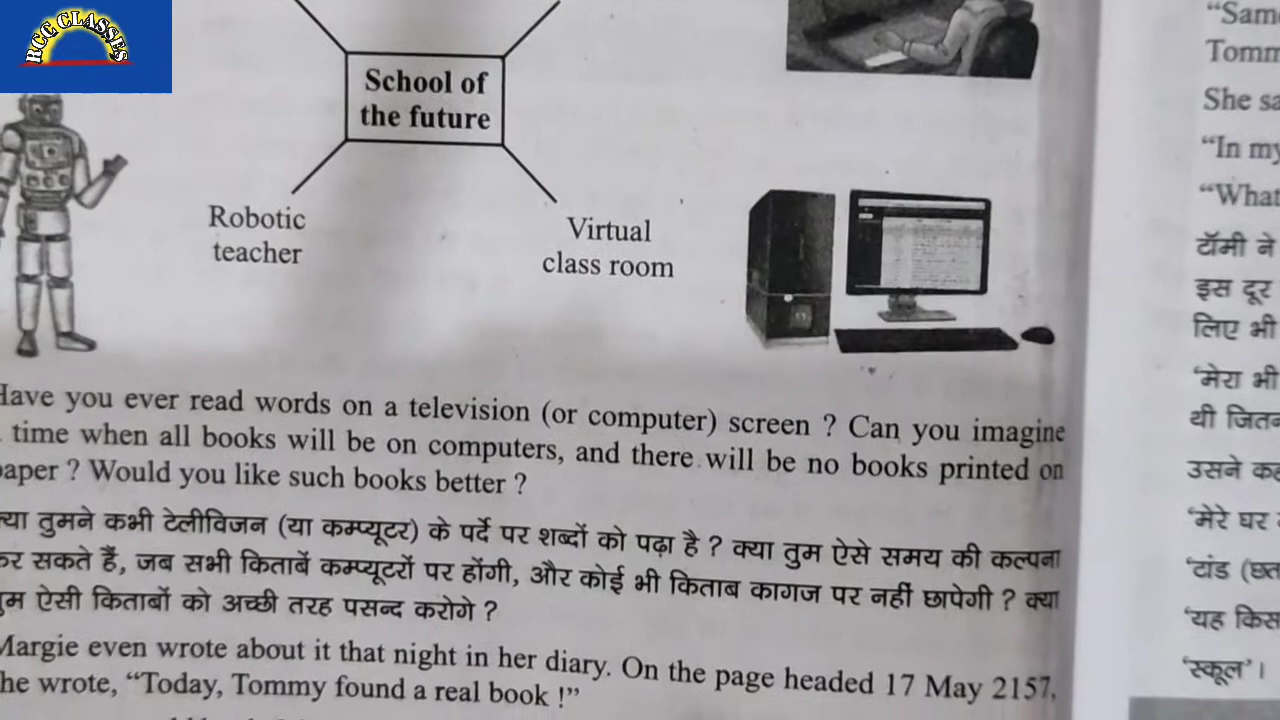 RCC CLASSES
School of
the future
Robotic
teacher
Virtual
class room
Have you ever read words on a television (or computer) screen ? Can you imagine
time when all books will be on computers, and there will be no books printed on
paper ? Would you like such books better ?
क्या तुमने कभी टेलीविजन (या कम्प्यूटर) के पर्दे पर शब्दों को पढ़ा है ? क्या तुम ऐसे समय की कल्पना
कर सकते हैं, जब सभी किताबें कम्प्यूटरों पर होंगी, और कोई भी किताब कागज पर नहीं छापेगी ? क्या
तुम ऐसी किताबों को अच्छी तरह पसन्द करोगे ?
Margie even wrote about it that night in her diary. On the page headed 17 May 2157,
she wrote, “Today, Tommy found a real book !”
“Sam
Tomm
She sa
“In my
“What
टॉमी ने
इस दूर
लिए भी
‘मेरा भी
थी जितन
उसने कह
‘मेरे घर
‘टांड (छत
‘यह किस
‘स्कूल’।